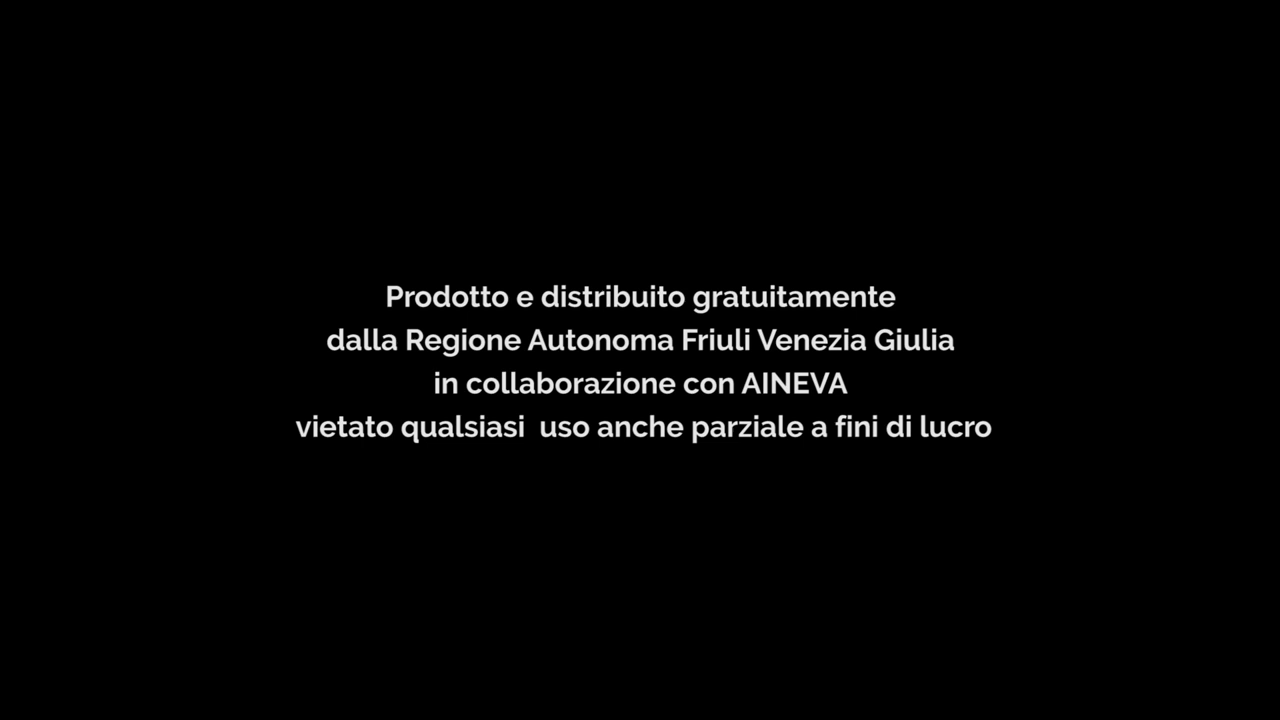 Prodotto e distribuito gratuitamente
dalla Regione Autonoma Friuli Venezia Giulia
in collaborazione con AINEVA
vietato qualsiasi  uso anche parziale a fini di lucro